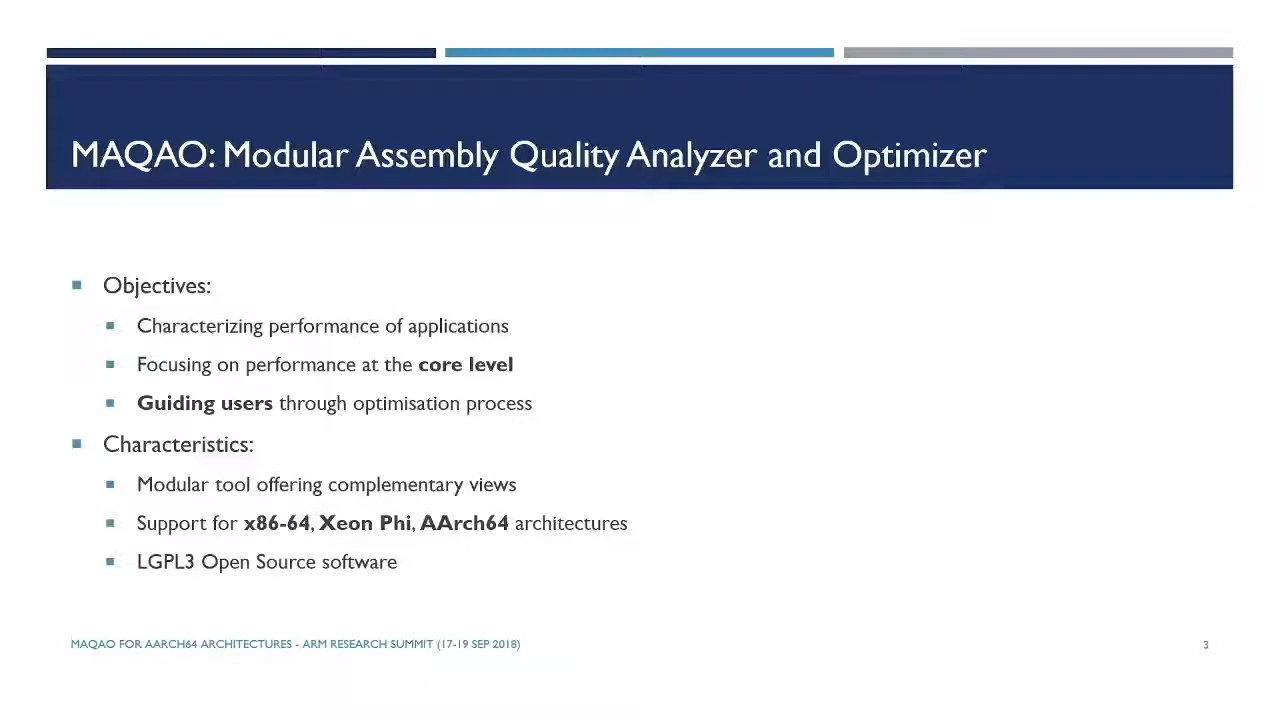 MAQAO: Modular Assembly Quality Analyzer and Optimizer
Objectives:
Characterizing performance of applications
Focusing on performance at the core level
Guiding users through optimisation process
Characteristics:
Modular tool offering complementary views
Support for x86-64, Xeon Phi, AArch64 architectures
LGPL3 Open Source software
MAQAO FOR AARCH64 ARCHITECTURES - ARM RESEARCH SUMMIT (17-19 SEP 2018)
3